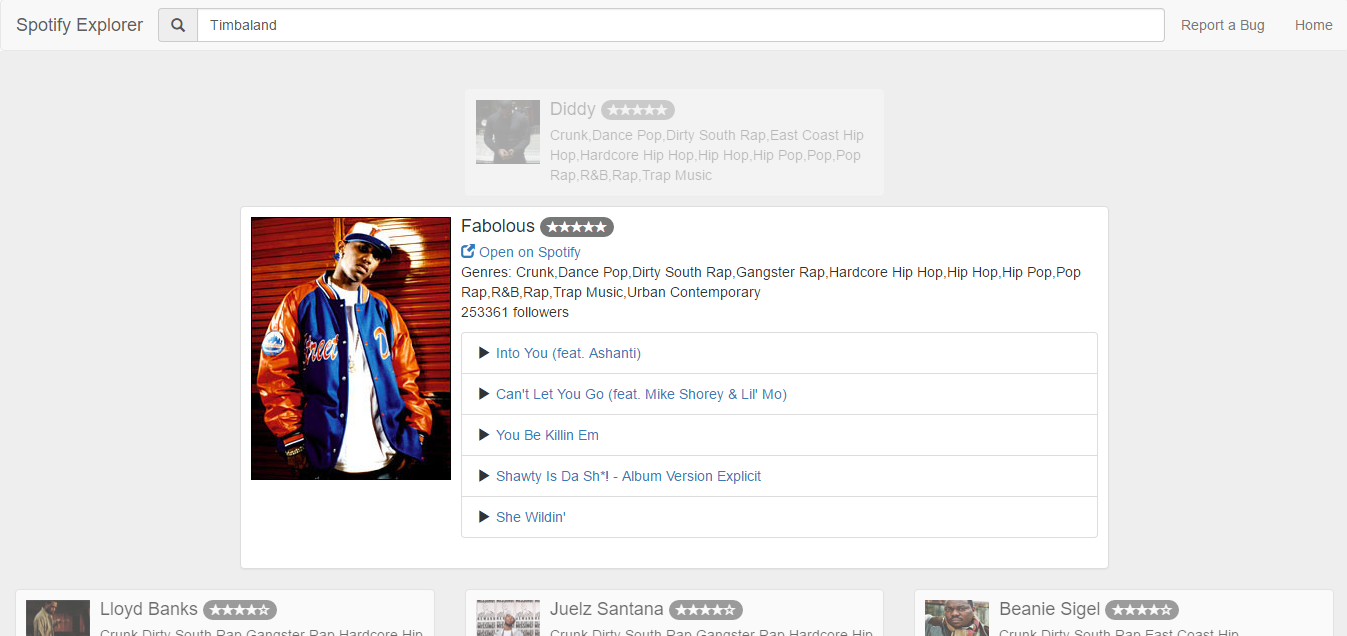 Spotify Explorer
Timbaland
Report a Bug
Home
Diddy ★★★★★
Crunk,Dance Pop,Dirty South Rap,East Coast Hip
Hop,Hardcore Hip Hop,Hip Hop,Hip Pop,Pop,Pop
Rap,R&B,Rap,Trap Music
Fabolous ★★★★★
Open on Spotify
Genres: Crunk,Dance Pop,Dirty South Rap,Gangster Rap,Hardcore Hip Hop,Hip Hop,Hip Pop,Pop
Rap,R&B,Rap,Trap Music,Urban Contemporary
253361 followers
Into You (feat. Ashanti)
Can't Let You Go (feat. Mike Shorey & Lil' Mo)
You Be Killin Em
Shawty Is Da Sh*! - Album Version Explicit
She Wildin'
Street
Lloyd Banks ★★★★☆
Crunk,Dirty South Rap,Gangster Rap,Hardcore Hip
Juelz Santana ★★★★☆
Crunk,Dirty South Rap,Gangster Rap,Hardcore Hip
Beanie Sigel ★★★★☆
Crunk,Dirty South Rap,East Coast Hip